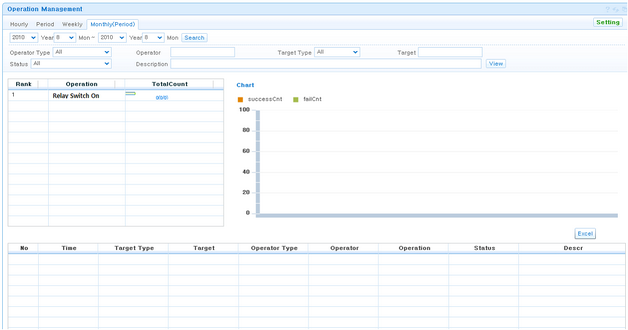 Operation Management
Hourly Period Weekly Monthly(Period)
Setting
2010 Year 8 Mon ~ 2010 Year 8 Mon Search
Operator Type All Operator Target Type All Target
Status All Description View
Rank Operation TotalCount
1 Relay Switch On
Chart
successCnt failCnt
100
80
60
40
20
0
Excel
No Time Target Type Target Operator Type Operator Operation Status Descr